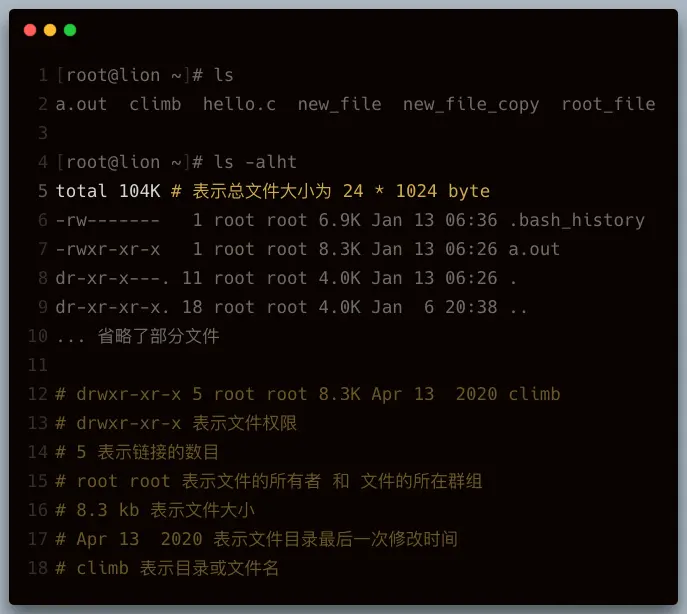 1 [root@lion ~]# ls
2 a.out  climb  hello.c  new_file  new_file_copy  root_file
3
4 [root@lion ~]# ls -alht
5 total 104K # 表示总文件大小为 24 * 1024 byte
6 -rw-------   1 root root 6.9K Jan 13 06:36 .bash_history
7 -rwxr-xr-x   1 root root 8.3K Jan 13 06:26 a.out
8 dr-xr-x---. 11 root root 4.0K Jan 13 06:26 .
9 dr-xr-xr-x. 18 root root 4.0K Jan  6 20:38 ..
10 ... 省略了部分文件
11
12 # drwxr-xr-x 5 root root 8.3K Apr 13  2020 climb
13 # drwxr-xr-x 表示文件权限
14 # 5 表示链接的数目
15 # root root 表示文件的所有者 和 文件的所在群组
16 # 8.3 kb 表示文件大小
17 # Apr 13  2020 表示文件目录最后一次修改时间
18 # climb 表示目录或文件名